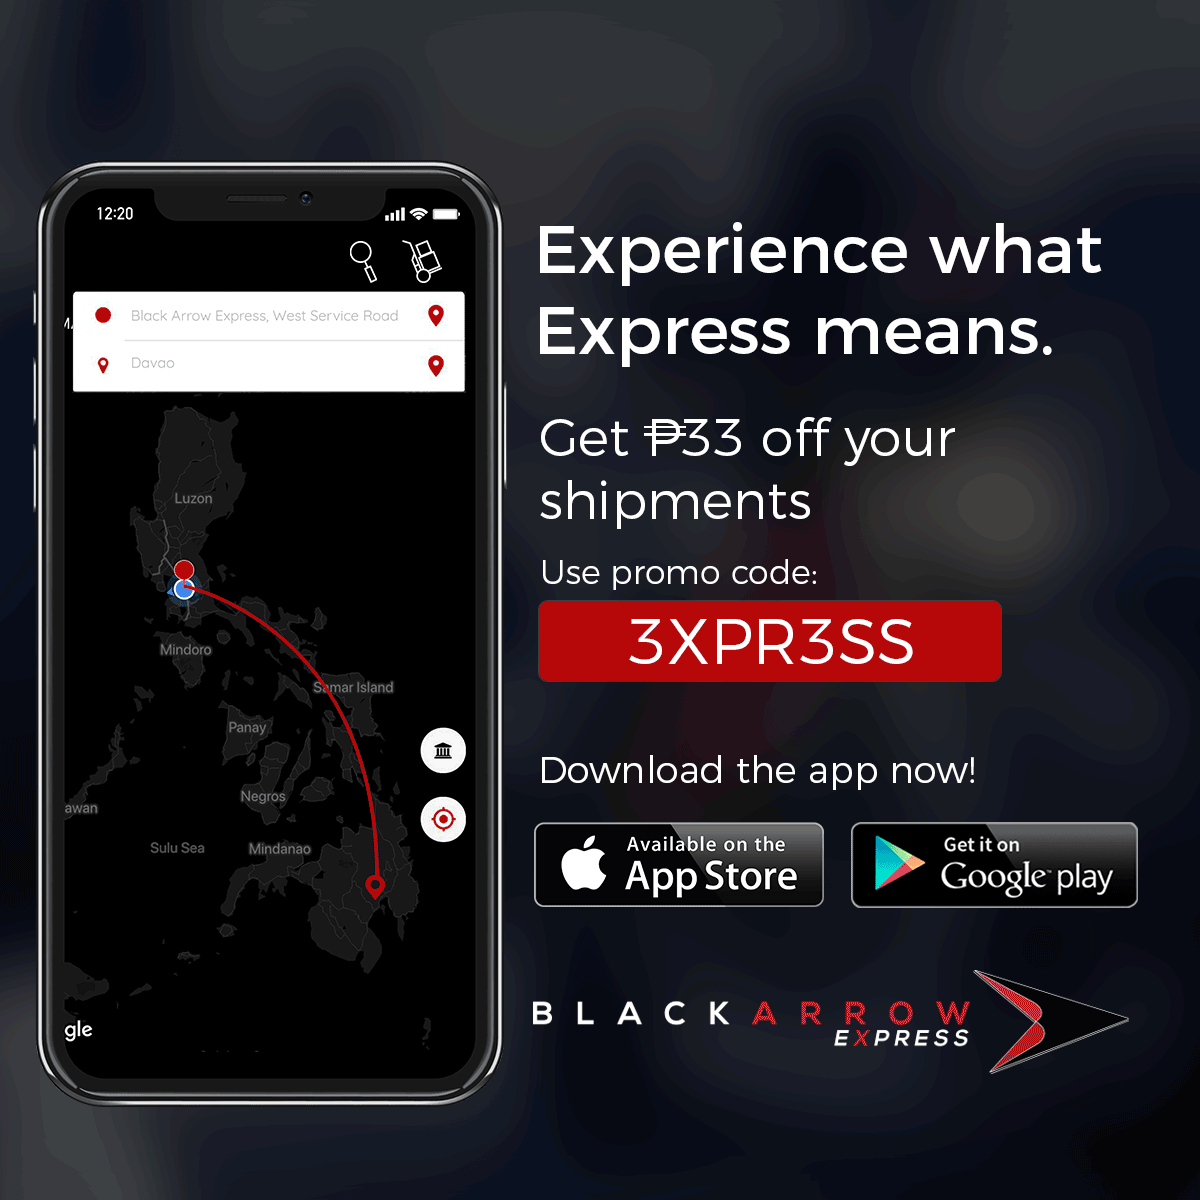 12:20
MA
Black Arrow Express, West Service Road
Davao
Luzon
Mindoro
Samar Island
Panay
Negros
awan
Sulu Sea
Mindanao
gle
Experience what
Express means.
Get ₱33 off your
shipments
Use promo code:
3XPR3SS
Download the app now!
Available on the
App Store
Get it on
Google play
BLACKARROW
EXPRESS